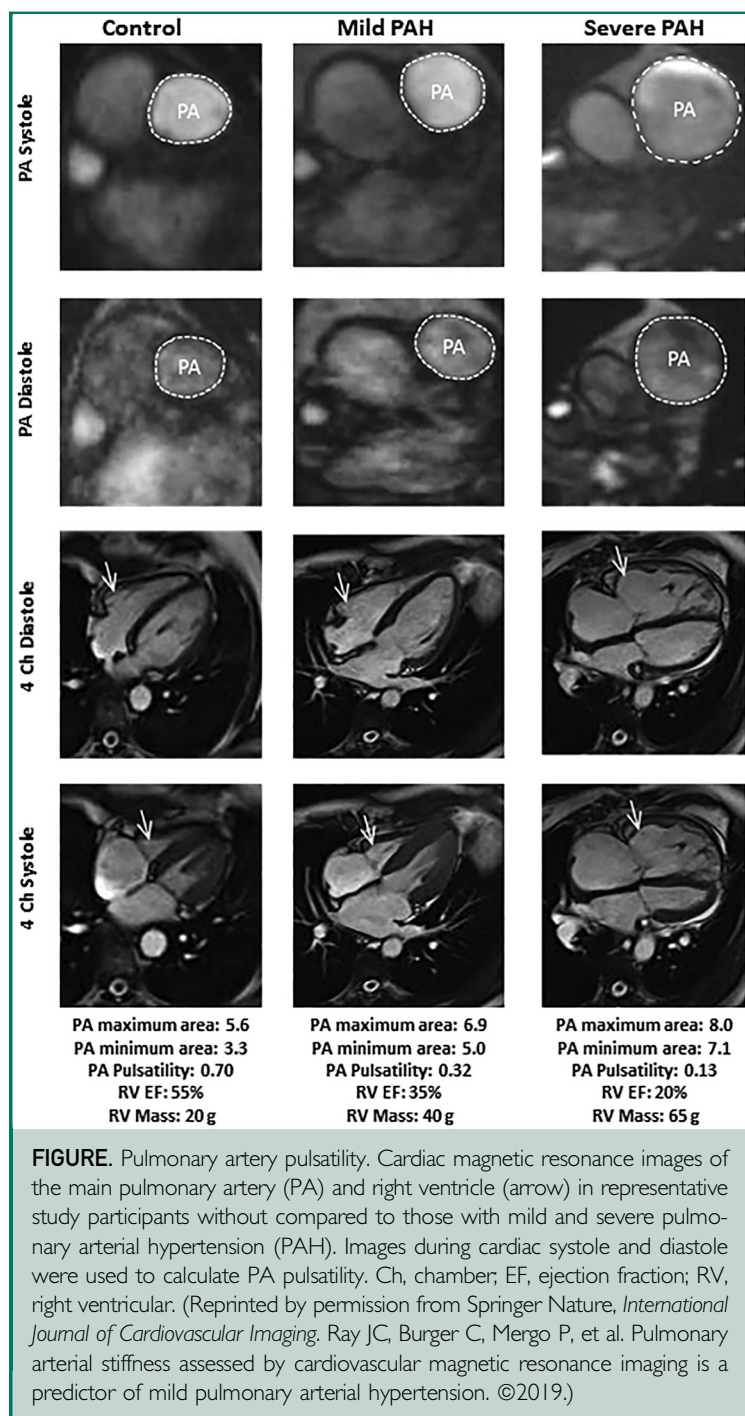 Control Mild PAH Severe PAH
PA Systole
PA PA PA
PA Diastole
PA PA PA
4 Ch Diastole
4 Ch Systole
PA maximum area: 5.6
PA minimum area: 3.3
PA Pulsatility: 0.70
RV EF: 55%
RV Mass: 20 g
PA maximum area: 6.9
PA minimum area: 5.0
PA Pulsatility: 0.32
RV EF: 35%
RV Mass: 40 g
PA maximum area: 8.0
PA minimum area: 7.1
PA Pulsatility: 0.13
RV EF: 20%
RV Mass: 65 g
FIGURE. Pulmonary artery pulsatility. Cardiac magnetic resonance images of
the main pulmonary artery (PA) and right ventricle (arrow) in representative
study participants without compared to those with mild and severe pulmo-
nary arterial hypertension (PAH). Images during cardiac systole and diastole
were used to calculate PA pulsatility. Ch, chamber; EF, ejection fraction; RV,
right ventricular. (Reprinted by permission from Springer Nature, International
Journal of Cardiovascular Imaging. Ray JC, Burger C, Mergo P, et al. Pulmonary
arterial stiffness assessed by cardiovascular magnetic resonance imaging is a
predictor of mild pulmonary arterial hypertension. ©2019.)